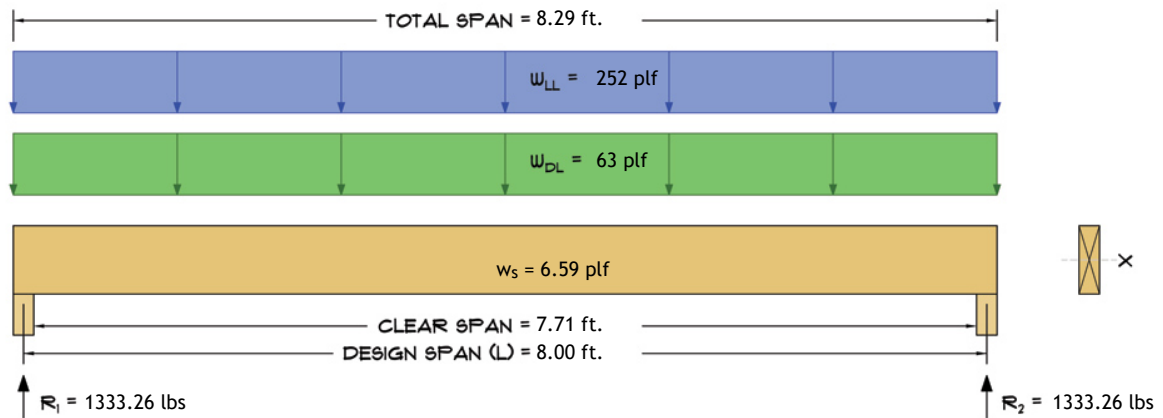 TOTAL SPAN = 8.29 ft.
WLL = 252 plf
WDL = 63 plf
ws = 6.59 plf
X
CLEAR SPAN = 7.71 ft.
DESIGN SPAN (L) = 8.00 ft.
R1 = 1333.26 lbs
R2 = 1333.26 lbs